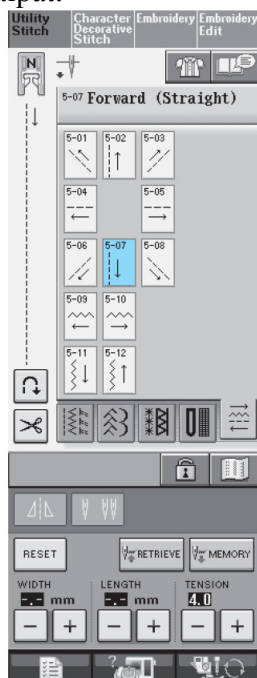 Utility
Stitch
Character
Decorative
Stitch
Embroidery
Embroidery
Edit
N
5-07 Forward (Straight)
5-01 5-02 5-03
5-04 5-05
5-06 5-07 5-08
5-09 5-10
5-11 5-12
RESET
RETRIEVE
MEMORY
WIDTH LENGTH TENSION
-.- mm -.- mm 4.0
− + − + − +
?